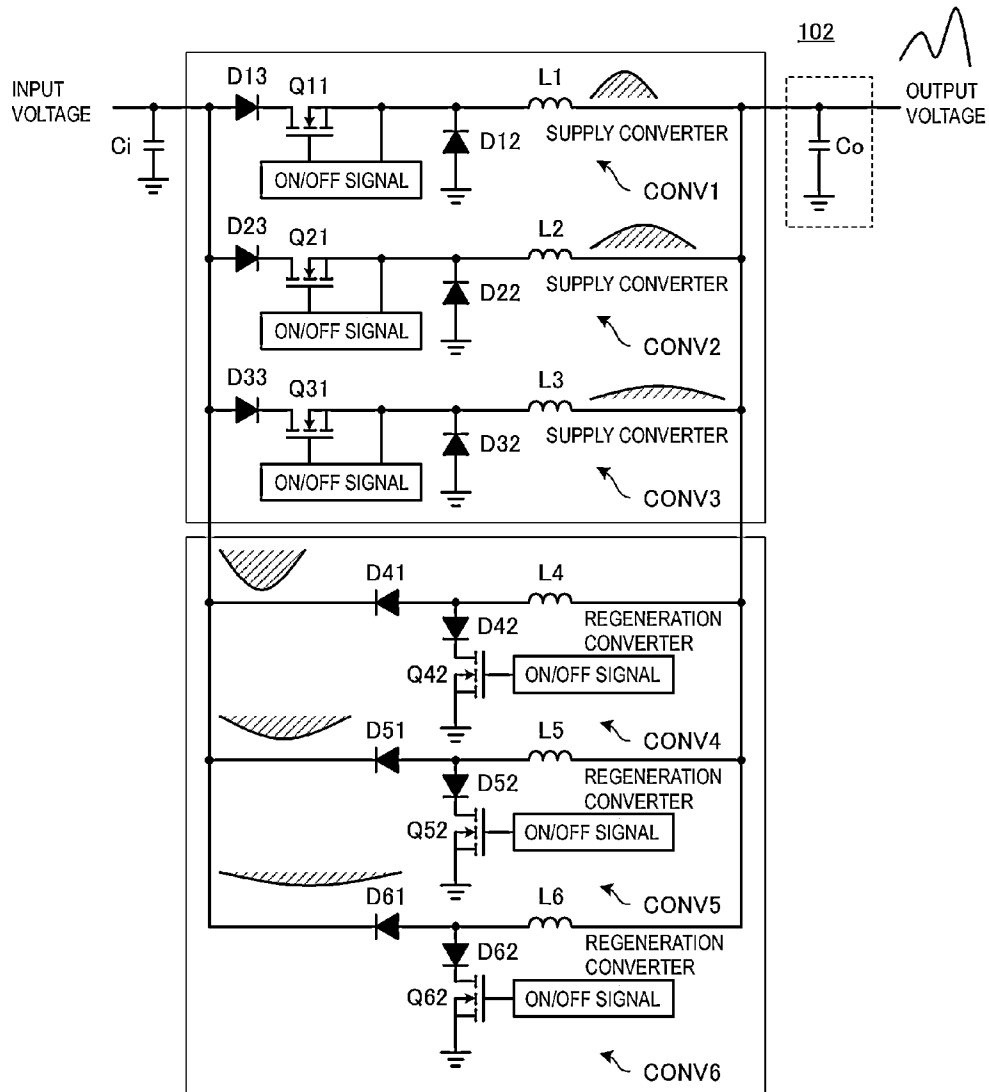 102
INPUT
VOLTAGE
OUTPUT
VOLTAGE
D13
Q11
L1
Ci
D12
SUPPLY CONVERTER
Co
ON/OFF SIGNAL
CONV1
D23
Q21
L2
D22
SUPPLY CONVERTER
ON/OFF SIGNAL
CONV2
D33
Q31
L3
D32
SUPPLY CONVERTER
ON/OFF SIGNAL
CONV3
D41
L4
D42
REGENERATION
CONVERTER
Q42
ON/OFF SIGNAL
CONV4
D51
L5
D52
REGENERATION
CONVERTER
Q52
ON/OFF SIGNAL
CONV5
D61
L6
D62
REGENERATION
CONVERTER
Q62
ON/OFF SIGNAL
CONV6